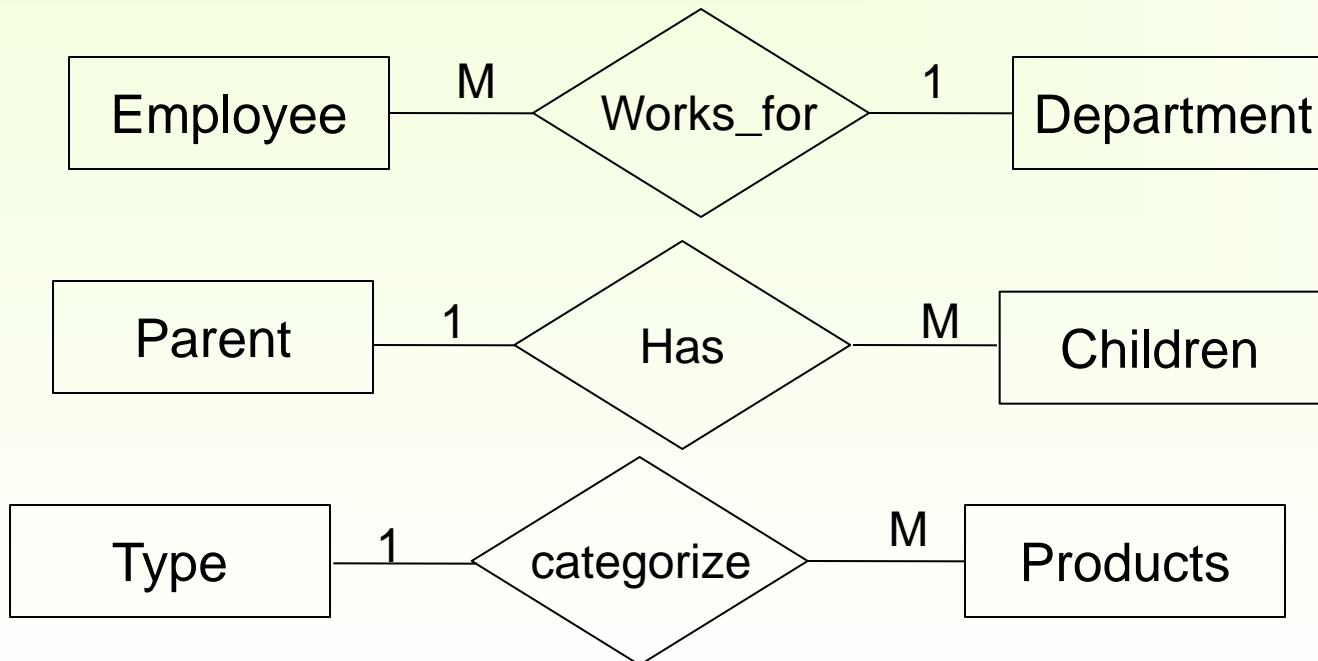 Employee M Works_for 1 Department
Parent 1 Has M Children
Type 1 categorize M Products